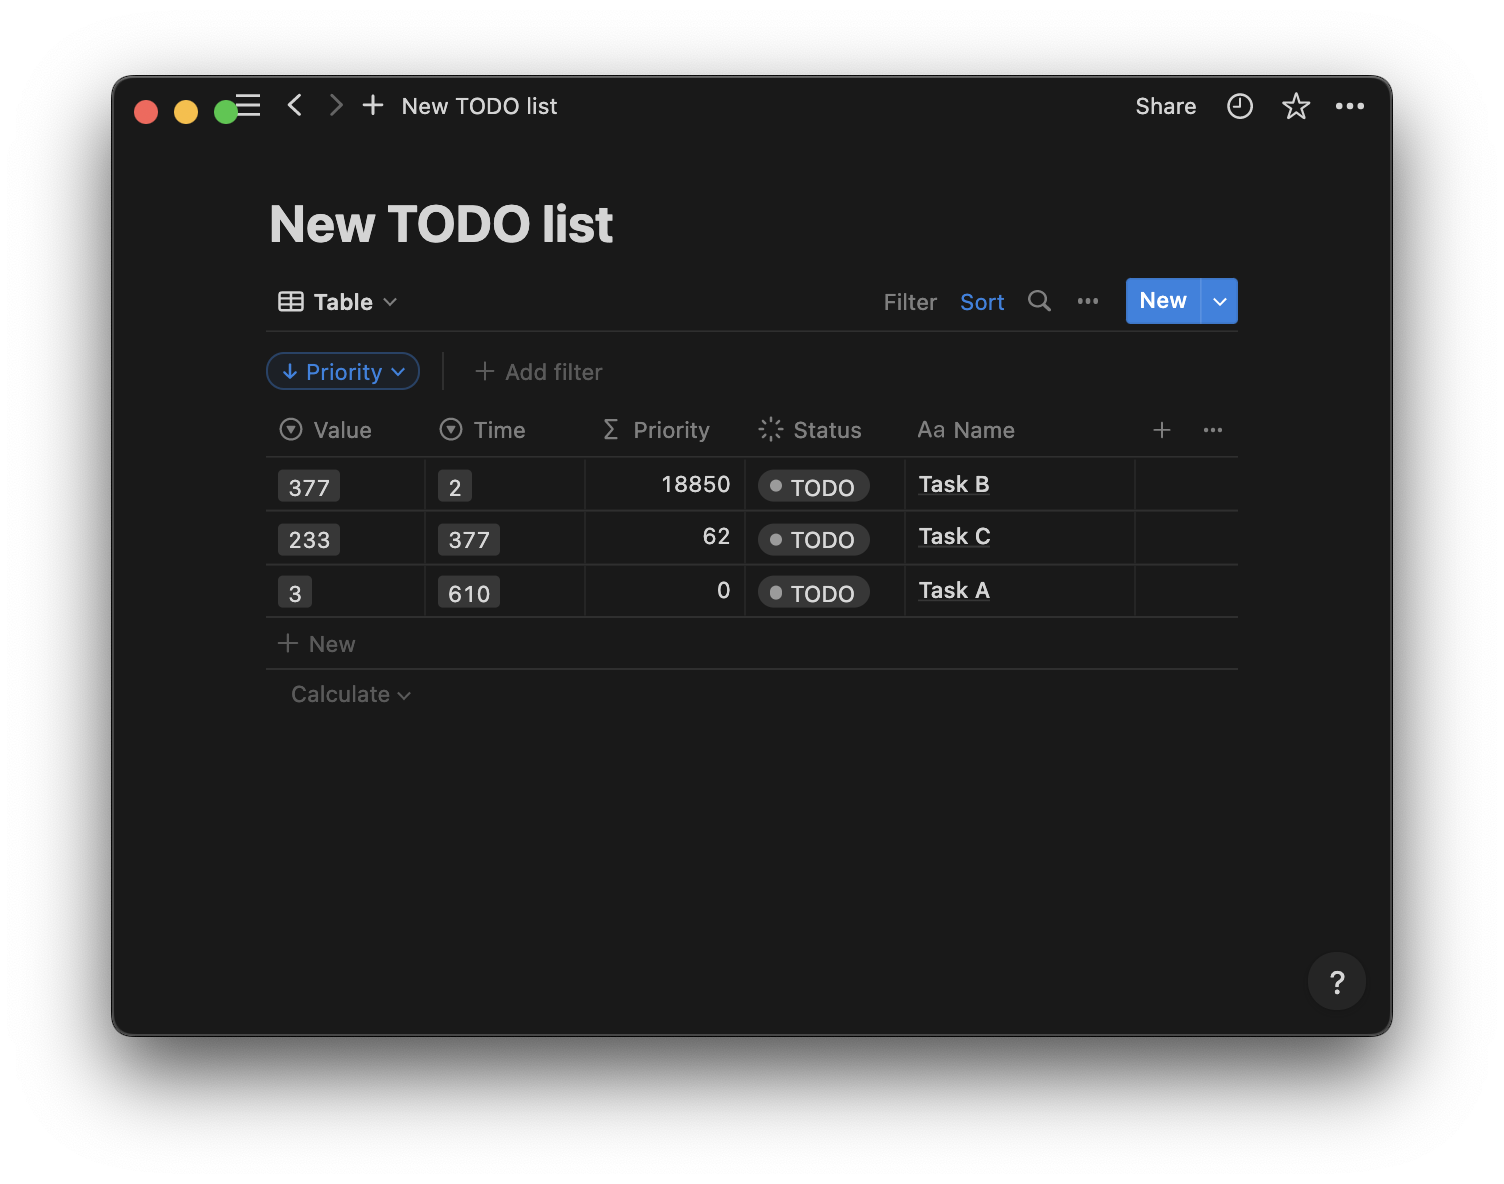 New TODO list
Share
New TODO list
Table
Filter Sort
New
Priority
Add filter
Value Time Σ Priority Status Aa Name
377 2 18850 TODO Task B
233 377 62 TODO Task C
3 610 0 TODO Task A
New
Calculate
?